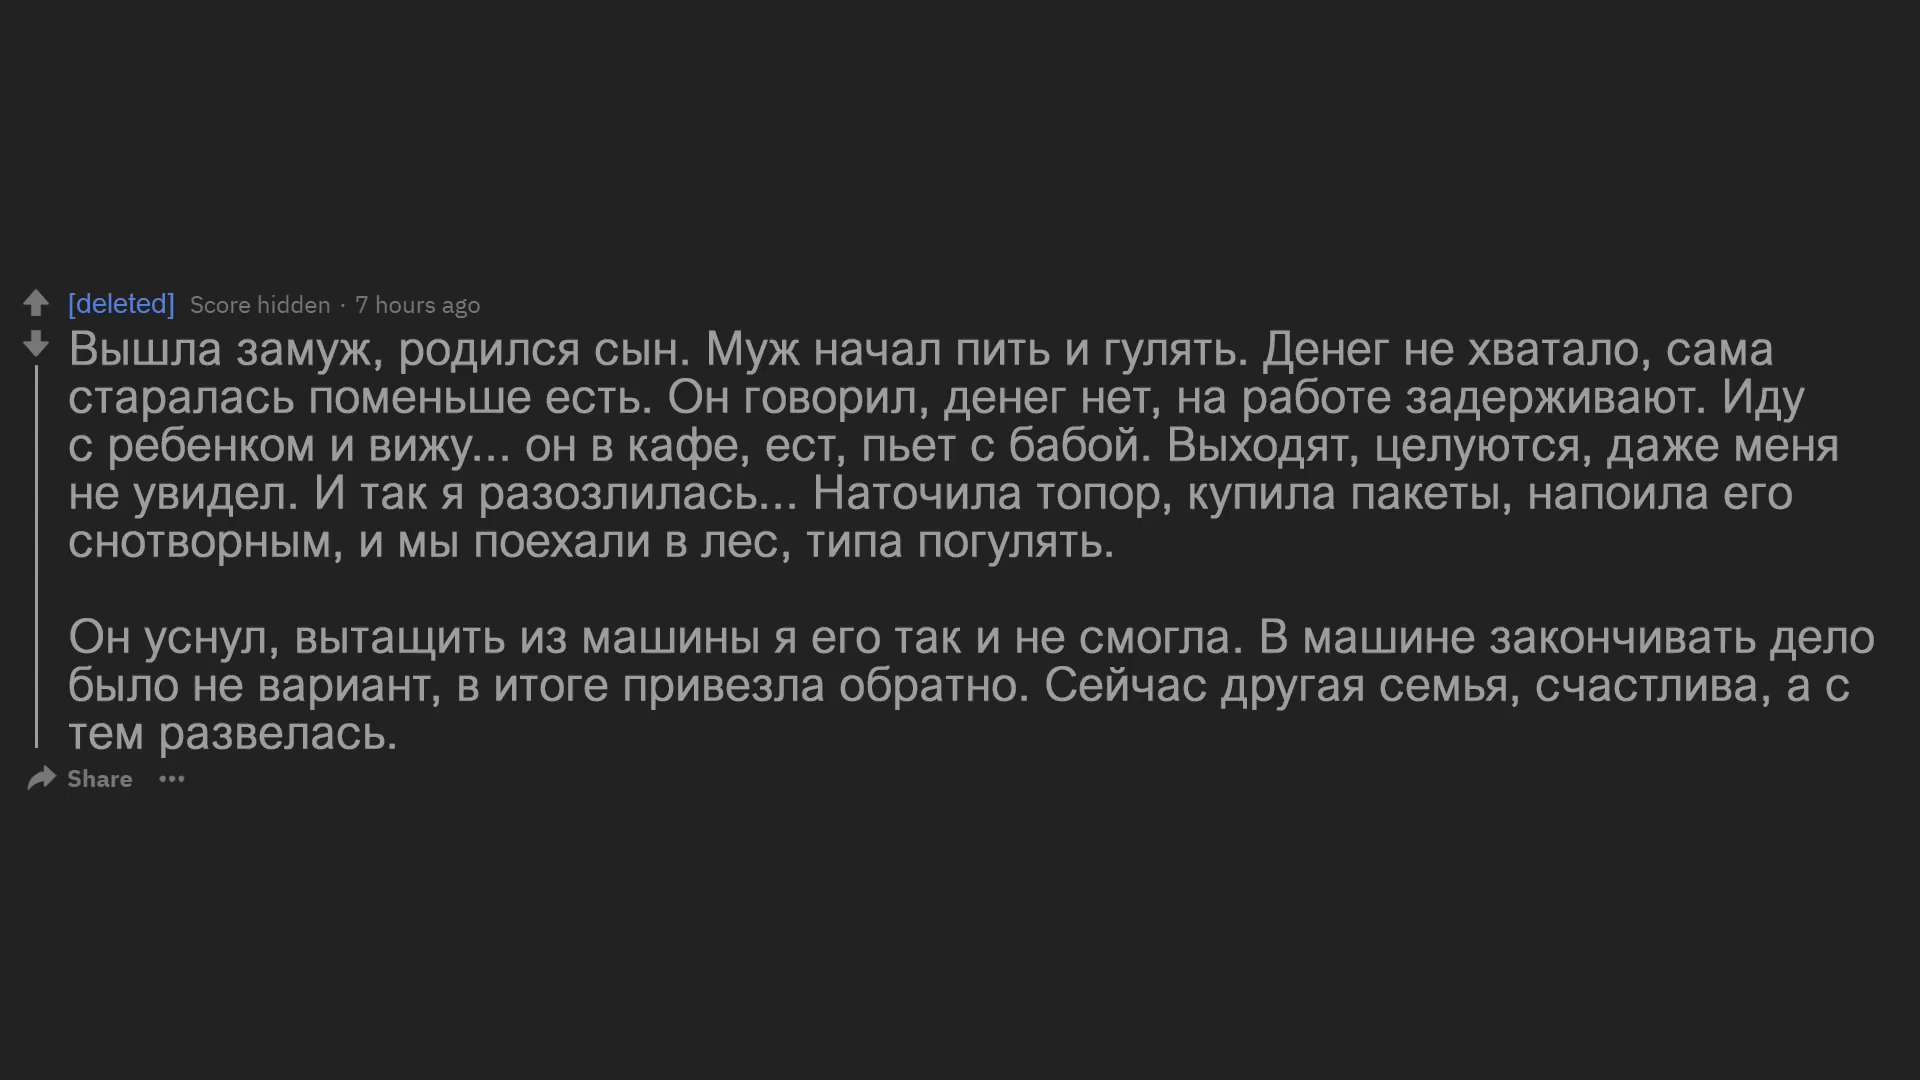 [deleted] Score hidden · 7 hours ago
Вышла замуж, родился сын. Муж начал пить и гулять. Денег не хватало, сама
старалась поменьше есть. Он говорил, денег нет, на работе задерживают. Иду
с ребенком и вижу... он в кафе, ест, пьет с бабой. Выходят, целуются, даже меня
не увидел. И так я разозлилась... Наточила топор, купила пакеты, напоила его
снотворным, и мы поехали в лес, типа погулять.
Он уснул, вытащить из машины я его так и не смогла. В машине закончивать дело
было не вариант, в итоге привезла обратно. Сейчас другая семья, счастлива, а с
тем развелась.
Share ...